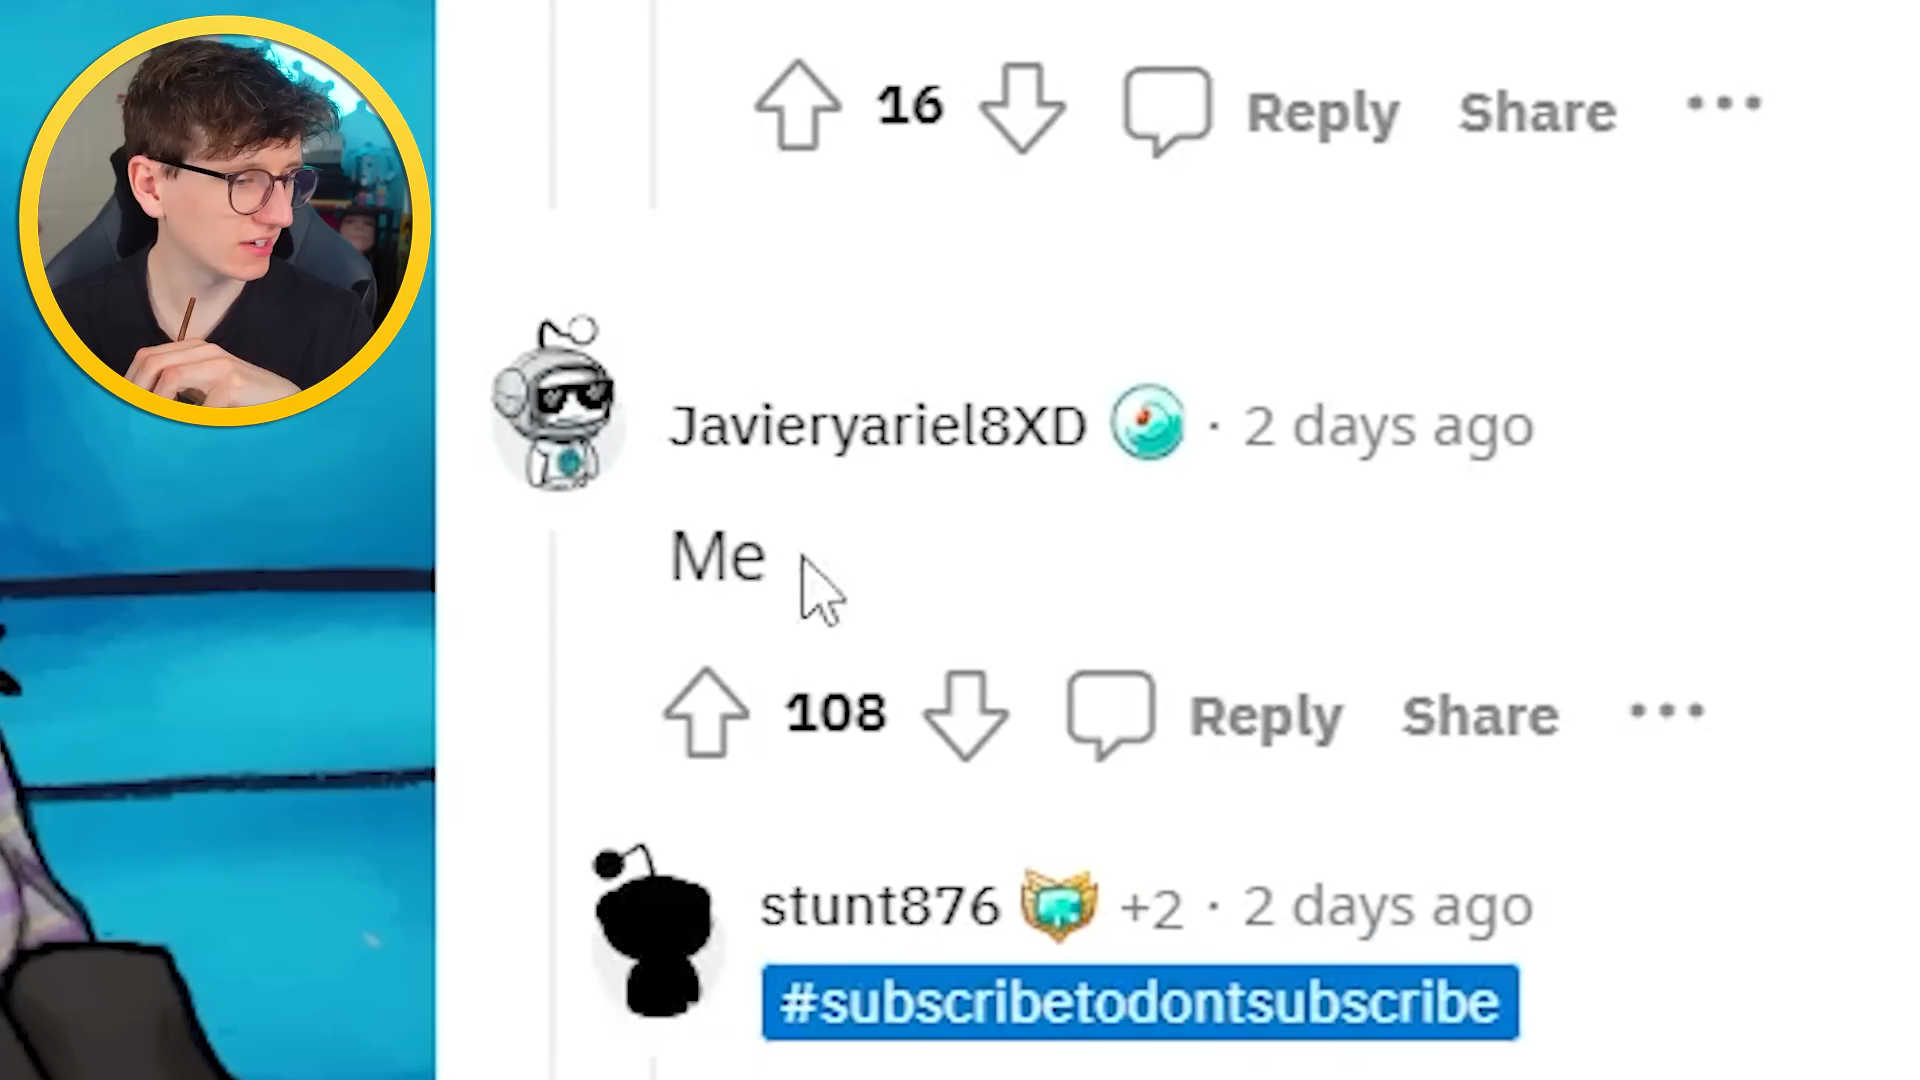 16 Reply Share
Javieryariel8XD · 2 days ago
Me
108 Reply Share
stunt876 +2 · 2 days ago
#subscribetodontsubscribe